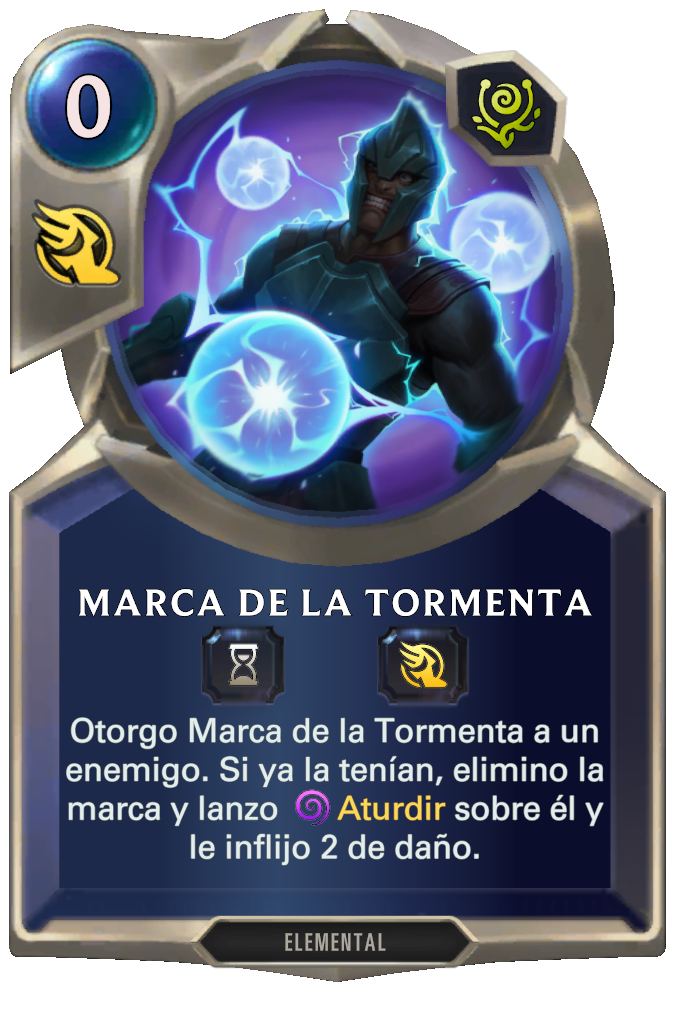 0
MARCA DE LA TORMENTA
Otorgo Marca de la Tormenta a un
enemigo. Si ya la tenían, elimino la
marca y lanzo Aturdir sobre él y
le inflijo 2 de daño.
ELEMENTAL